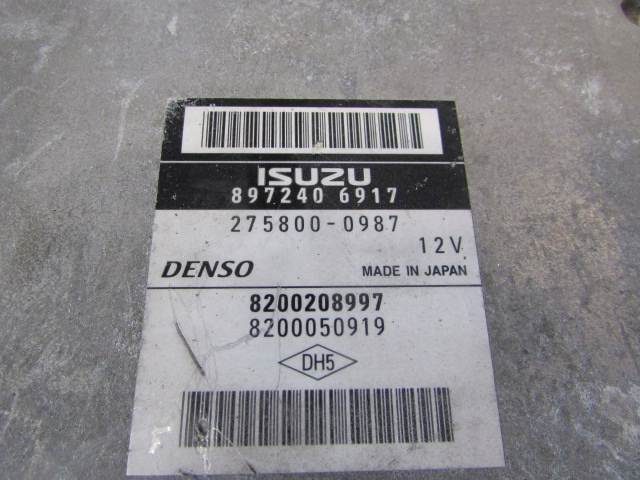 ISUZU
897240 6917
275800-0987
12V
DENSO MADE IN JAPAN
8200208997
8200050919
DH5